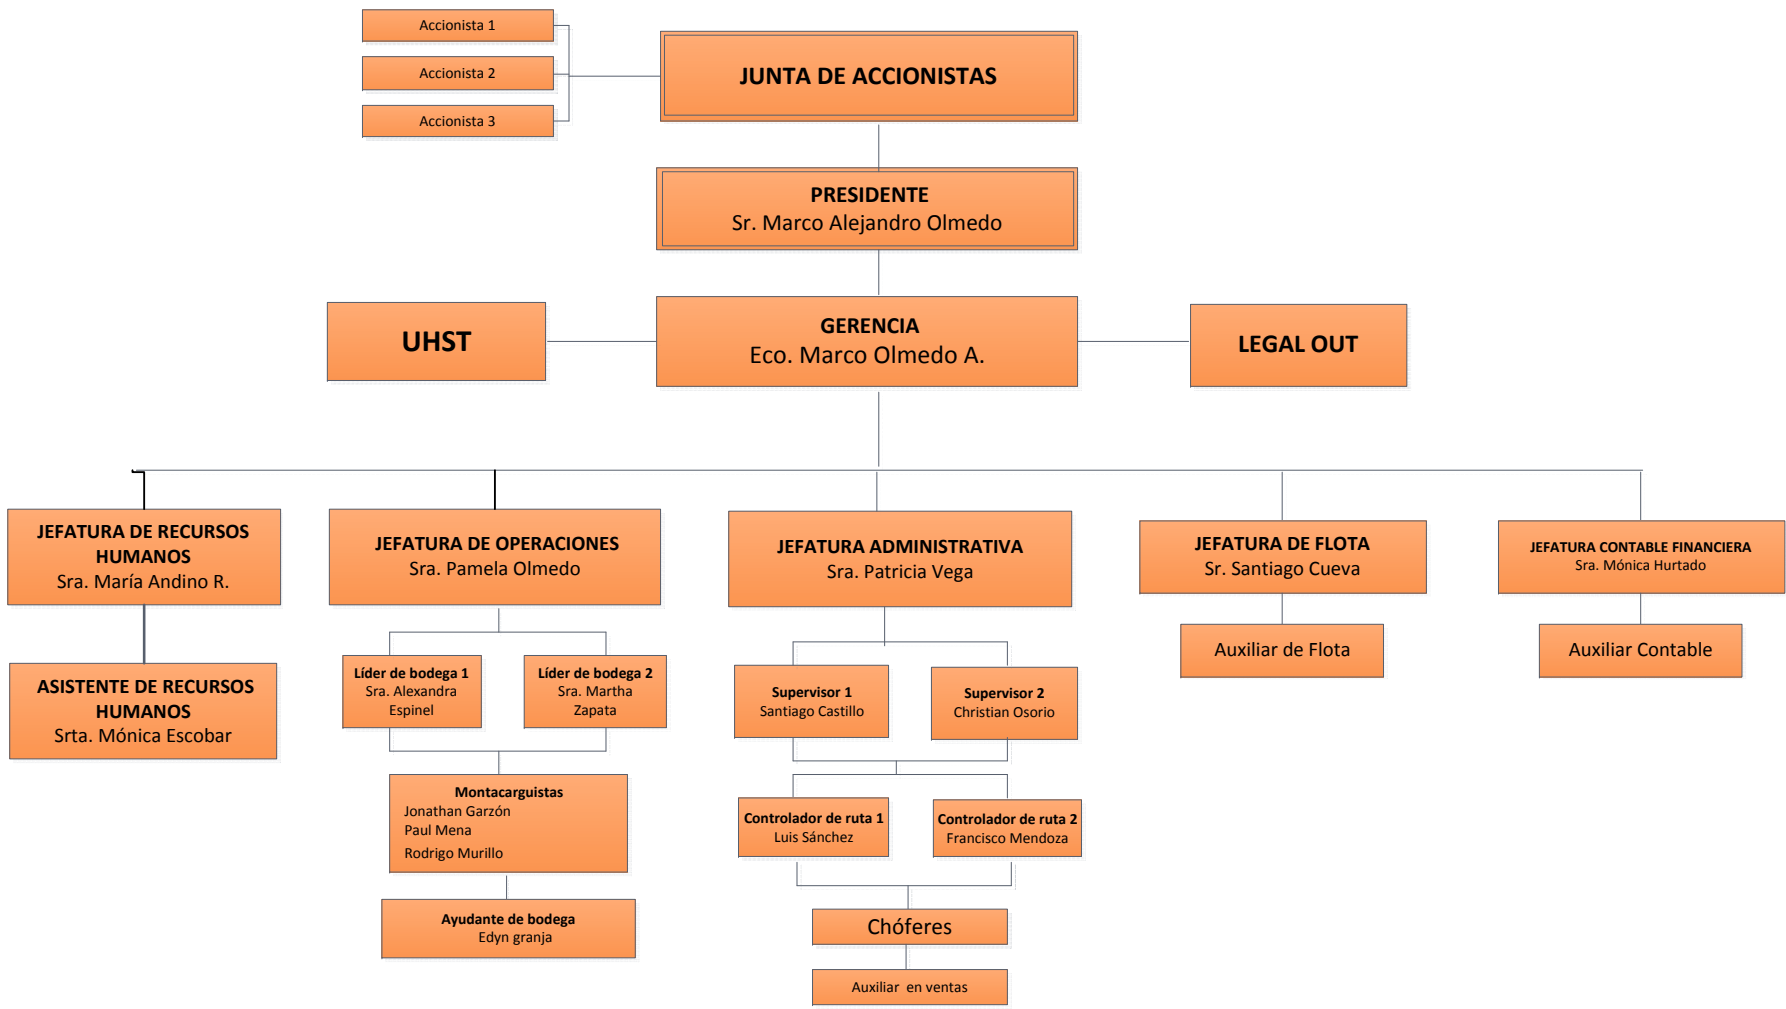 Accionista 1
Accionista 2
Accionista 3
JUNTA DE ACCIONISTAS
PRESIDENTE
Sr. Marco Alejandro Olmedo
UHST
GERENCIA
Eco. Marco Olmedo A.
LEGAL OUT
JEFATURA DE RECURSOS
HUMANOS
Sra. María Andino R.
ASISTENTE DE RECURSOS
HUMANOS
Srta. Mónica Escobar
JEFATURA DE OPERACIONES
Sra. Pamela Olmedo
Líder de bodega 1
Sra. Alexandra
Espinel
Líder de bodega 2
Sra. Martha
Zapata
Montacarguistas
Jonathan Garzón
Paul Mena
Rodrigo Murillo
Ayudante de bodega
Edyn granja
JEFATURA ADMINISTRATIVA
Sra. Patricia Vega
Supervisor 1
Santiago Castillo
Supervisor 2
Christian Osorio
Controlador de ruta 1
Luis Sánchez
Controlador de ruta 2
Francisco Mendoza
Chóferes
Auxiliar en ventas
JEFATURA DE FLOTA
Sr. Santiago Cueva
Auxiliar de Flota
JEFATURA CONTABLE FINANCIERA
Sra. Mónica Hurtado
Auxiliar Contable